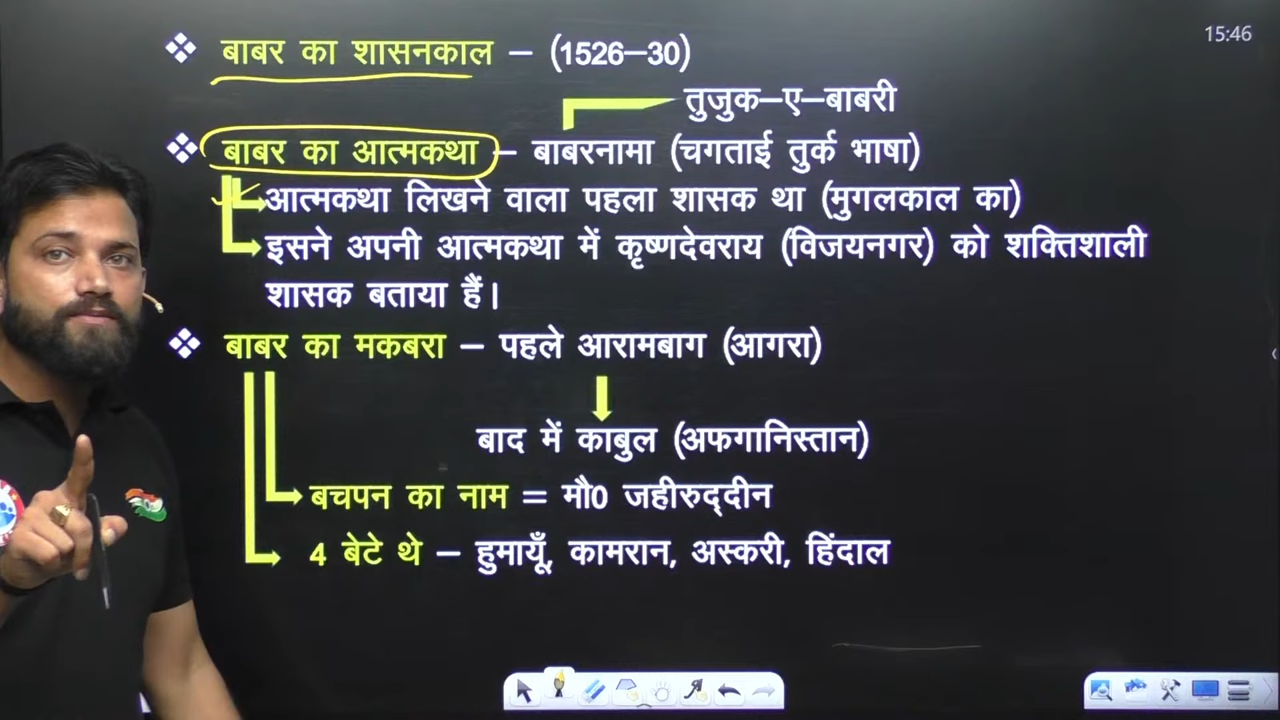 15:46
❖ बाबर का शासनकाल – (1526–30)
तुजुक–ए–बाबरी
❖ बाबर का आत्मकथा – बाबरनामा (चगताई तुर्क भाषा)
आत्मकथा लिखने वाला पहला शासक था (मुगलकाल का)
इसने अपनी आत्मकथा में कृष्णदेवराय (विजयनगर) को शक्तिशाली
शासक बताया हैं।
❖ बाबर का मकबरा – पहले आरामबाग (आगरा)
बाद में काबुल (अफगानिस्तान)
बचपन का नाम = मौ0 जहीरुद्दीन
4 बेटे थे – हुमायूँ, कामरान, अस्करी, हिंदाल